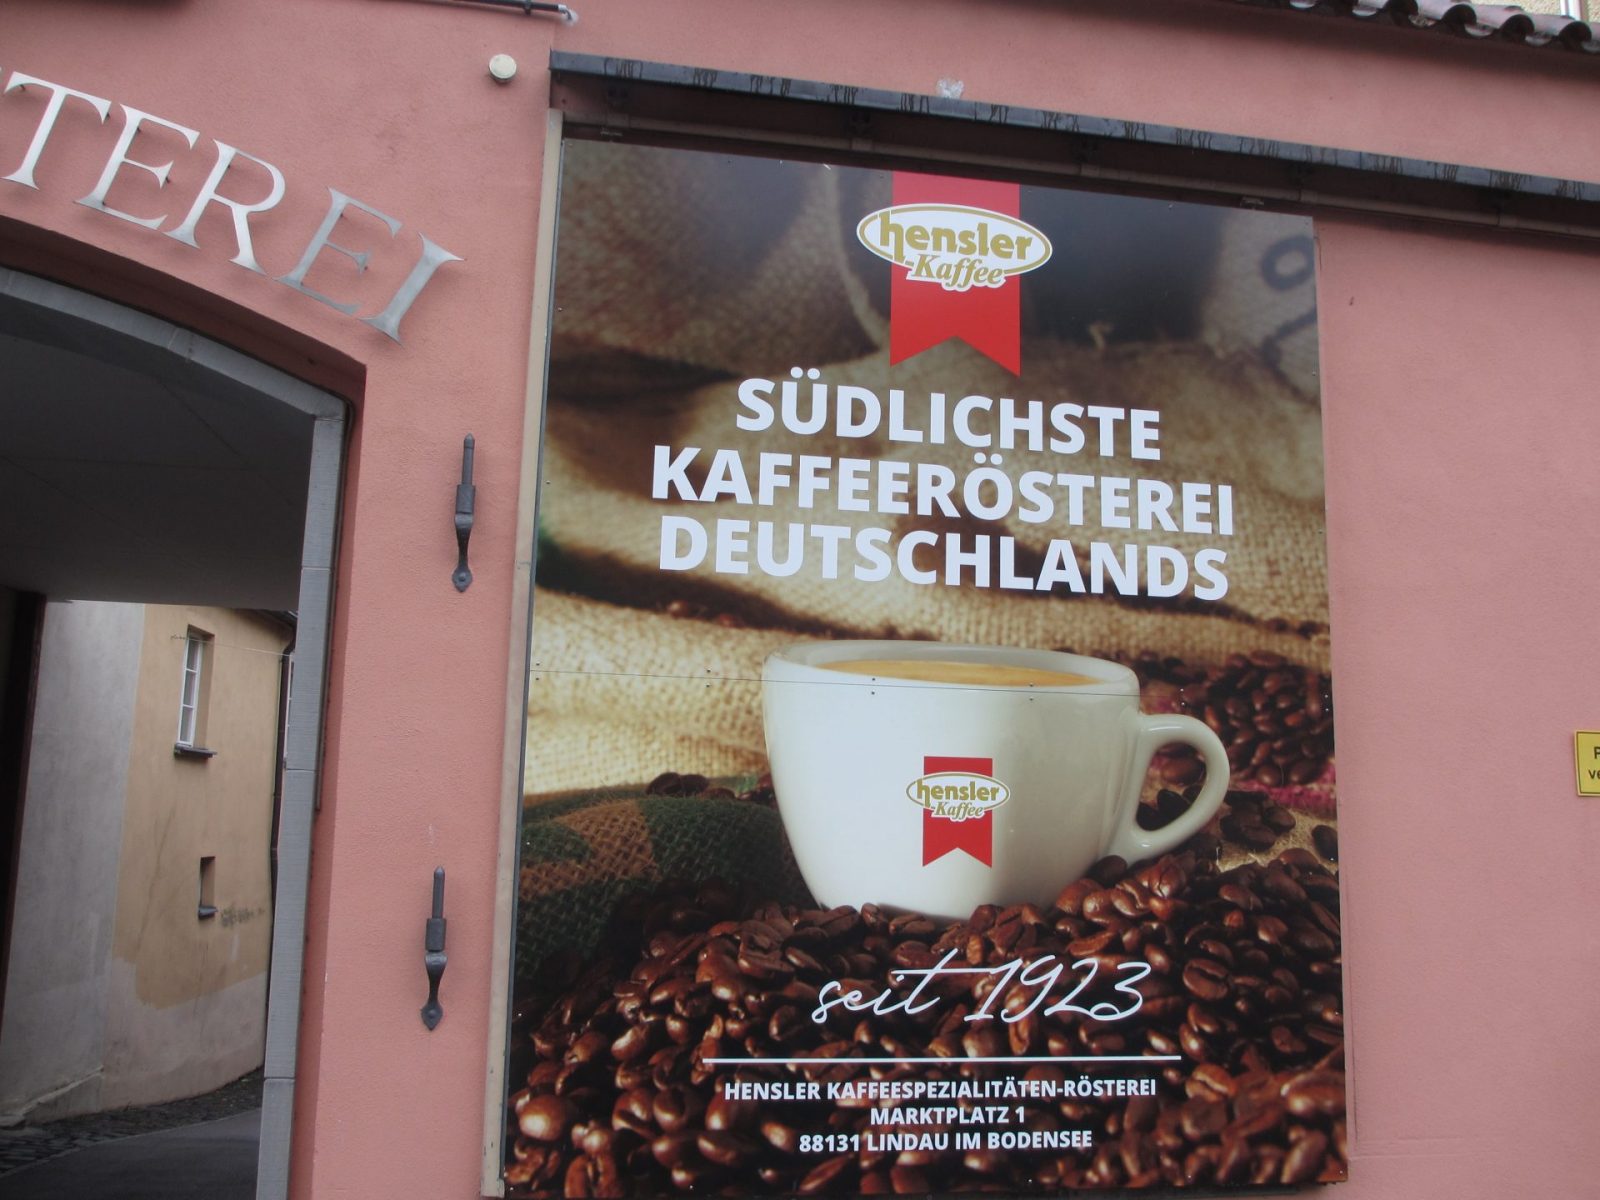 TEREI
hensler
-Kaffee
SÜDLICHSTE
KAFFEERÖSTEREI
DEUTSCHLANDS
hensler
-Kaffee
seit 1923
HENSLER KAFFEESPEZIALITÄTEN-RÖSTEREI
MARKTPLATZ 1
88131 LINDAU IM BODENSEE